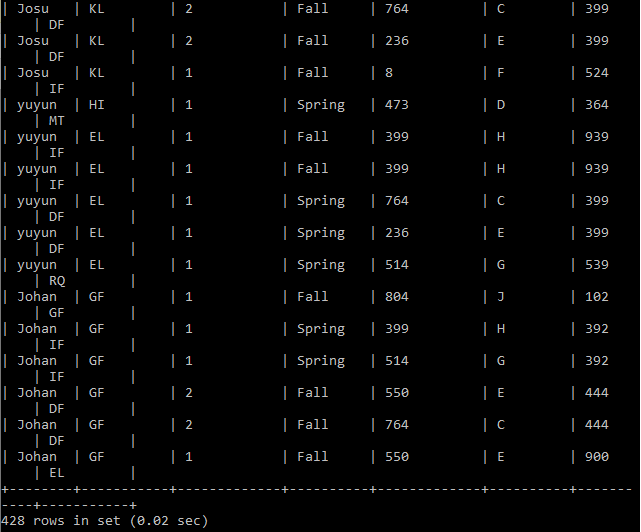 | Josu   | KL        | 2            | Fall     | 764         | C        | 399
    | DF        |
| Josu   | KL        | 2            | Fall     | 236         | E        | 399
    | DF        |
| Josu   | KL        | 1            | Fall     | 8           | F        | 524
    | IF        |
| yuyun  | HI        | 1            | Spring   | 473         | D        | 364
    | MT        |
| yuyun  | EL        | 1            | Fall     | 399         | H        | 939
    | IF        |
| yuyun  | EL        | 1            | Fall     | 399         | H        | 939
    | IF        |
| yuyun  | EL        | 1            | Spring   | 764         | C        | 399
    | DF        |
| yuyun  | EL        | 1            | Spring   | 236         | E        | 399
    | DF        |
| yuyun  | EL        | 1            | Spring   | 514         | G        | 539
    | RQ        |
| Johan  | GF        | 1            | Fall     | 804         | J        | 102
    | GF        |
| Johan  | GF        | 1            | Spring   | 399         | H        | 392
    | IF        |
| Johan  | GF        | 1            | Spring   | 514         | G        | 392
    | IF        |
| Johan  | GF        | 2            | Fall     | 550         | E        | 444
    | DF        |
| Johan  | GF        | 2            | Fall     | 764         | C        | 444
    | DF        |
| Johan  | GF        | 1            | Fall     | 550         | E        | 900
    | EL        |
+--------+-----------+--------------+----------+-------------+----------+-------
----+-----------+
428 rows in set (0.02 sec)